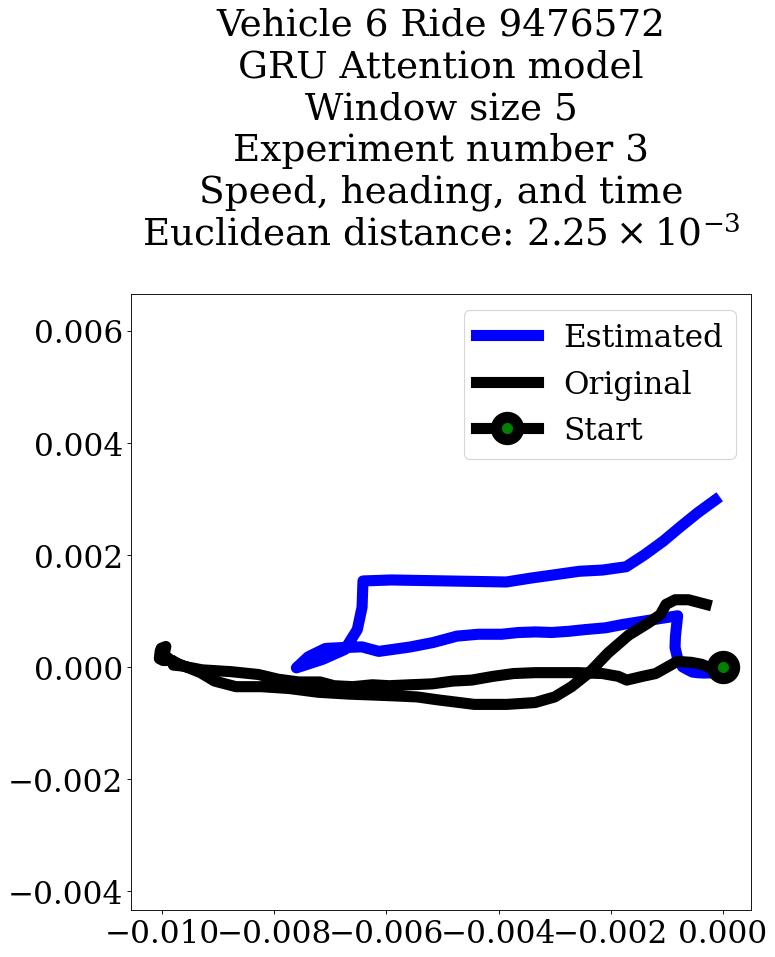 Vehicle 6 Ride 9476572
GRU Attention model
Window size 5
Experiment number 3
Speed, heading, and time
Euclidean distance: 2.25 × 10⁻³
Estimated
Original
Start
0.006
0.004
0.002
0.000
−0.002
−0.004
−0.010 −0.008 −0.006 −0.004 −0.002 0.000